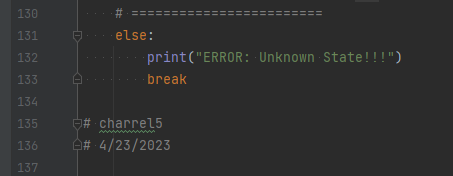 130 # ========================
131 else:
132 print("ERROR: Unknown State!!!")
133 break
134
135 # charrel5
136 # 4/23/2023
137